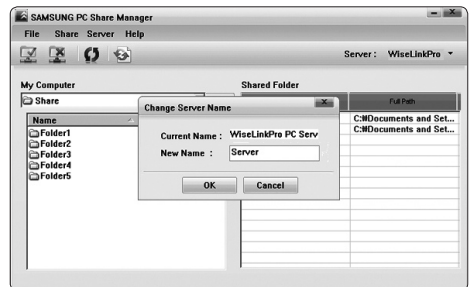 SAMSUNG PC Share Manager
File Share Server Help
Server : WiseLinkPro
My Computer
Shared Folder
Share
Full Path
Name
Folder1
Folder2
Folder3
Folder4
Folder5
C:₩Documents and Set...
C:₩Documents and Set...
Change Server Name
Current Name : WiseLinkPro PC Serv
New Name : Server
OK Cancel